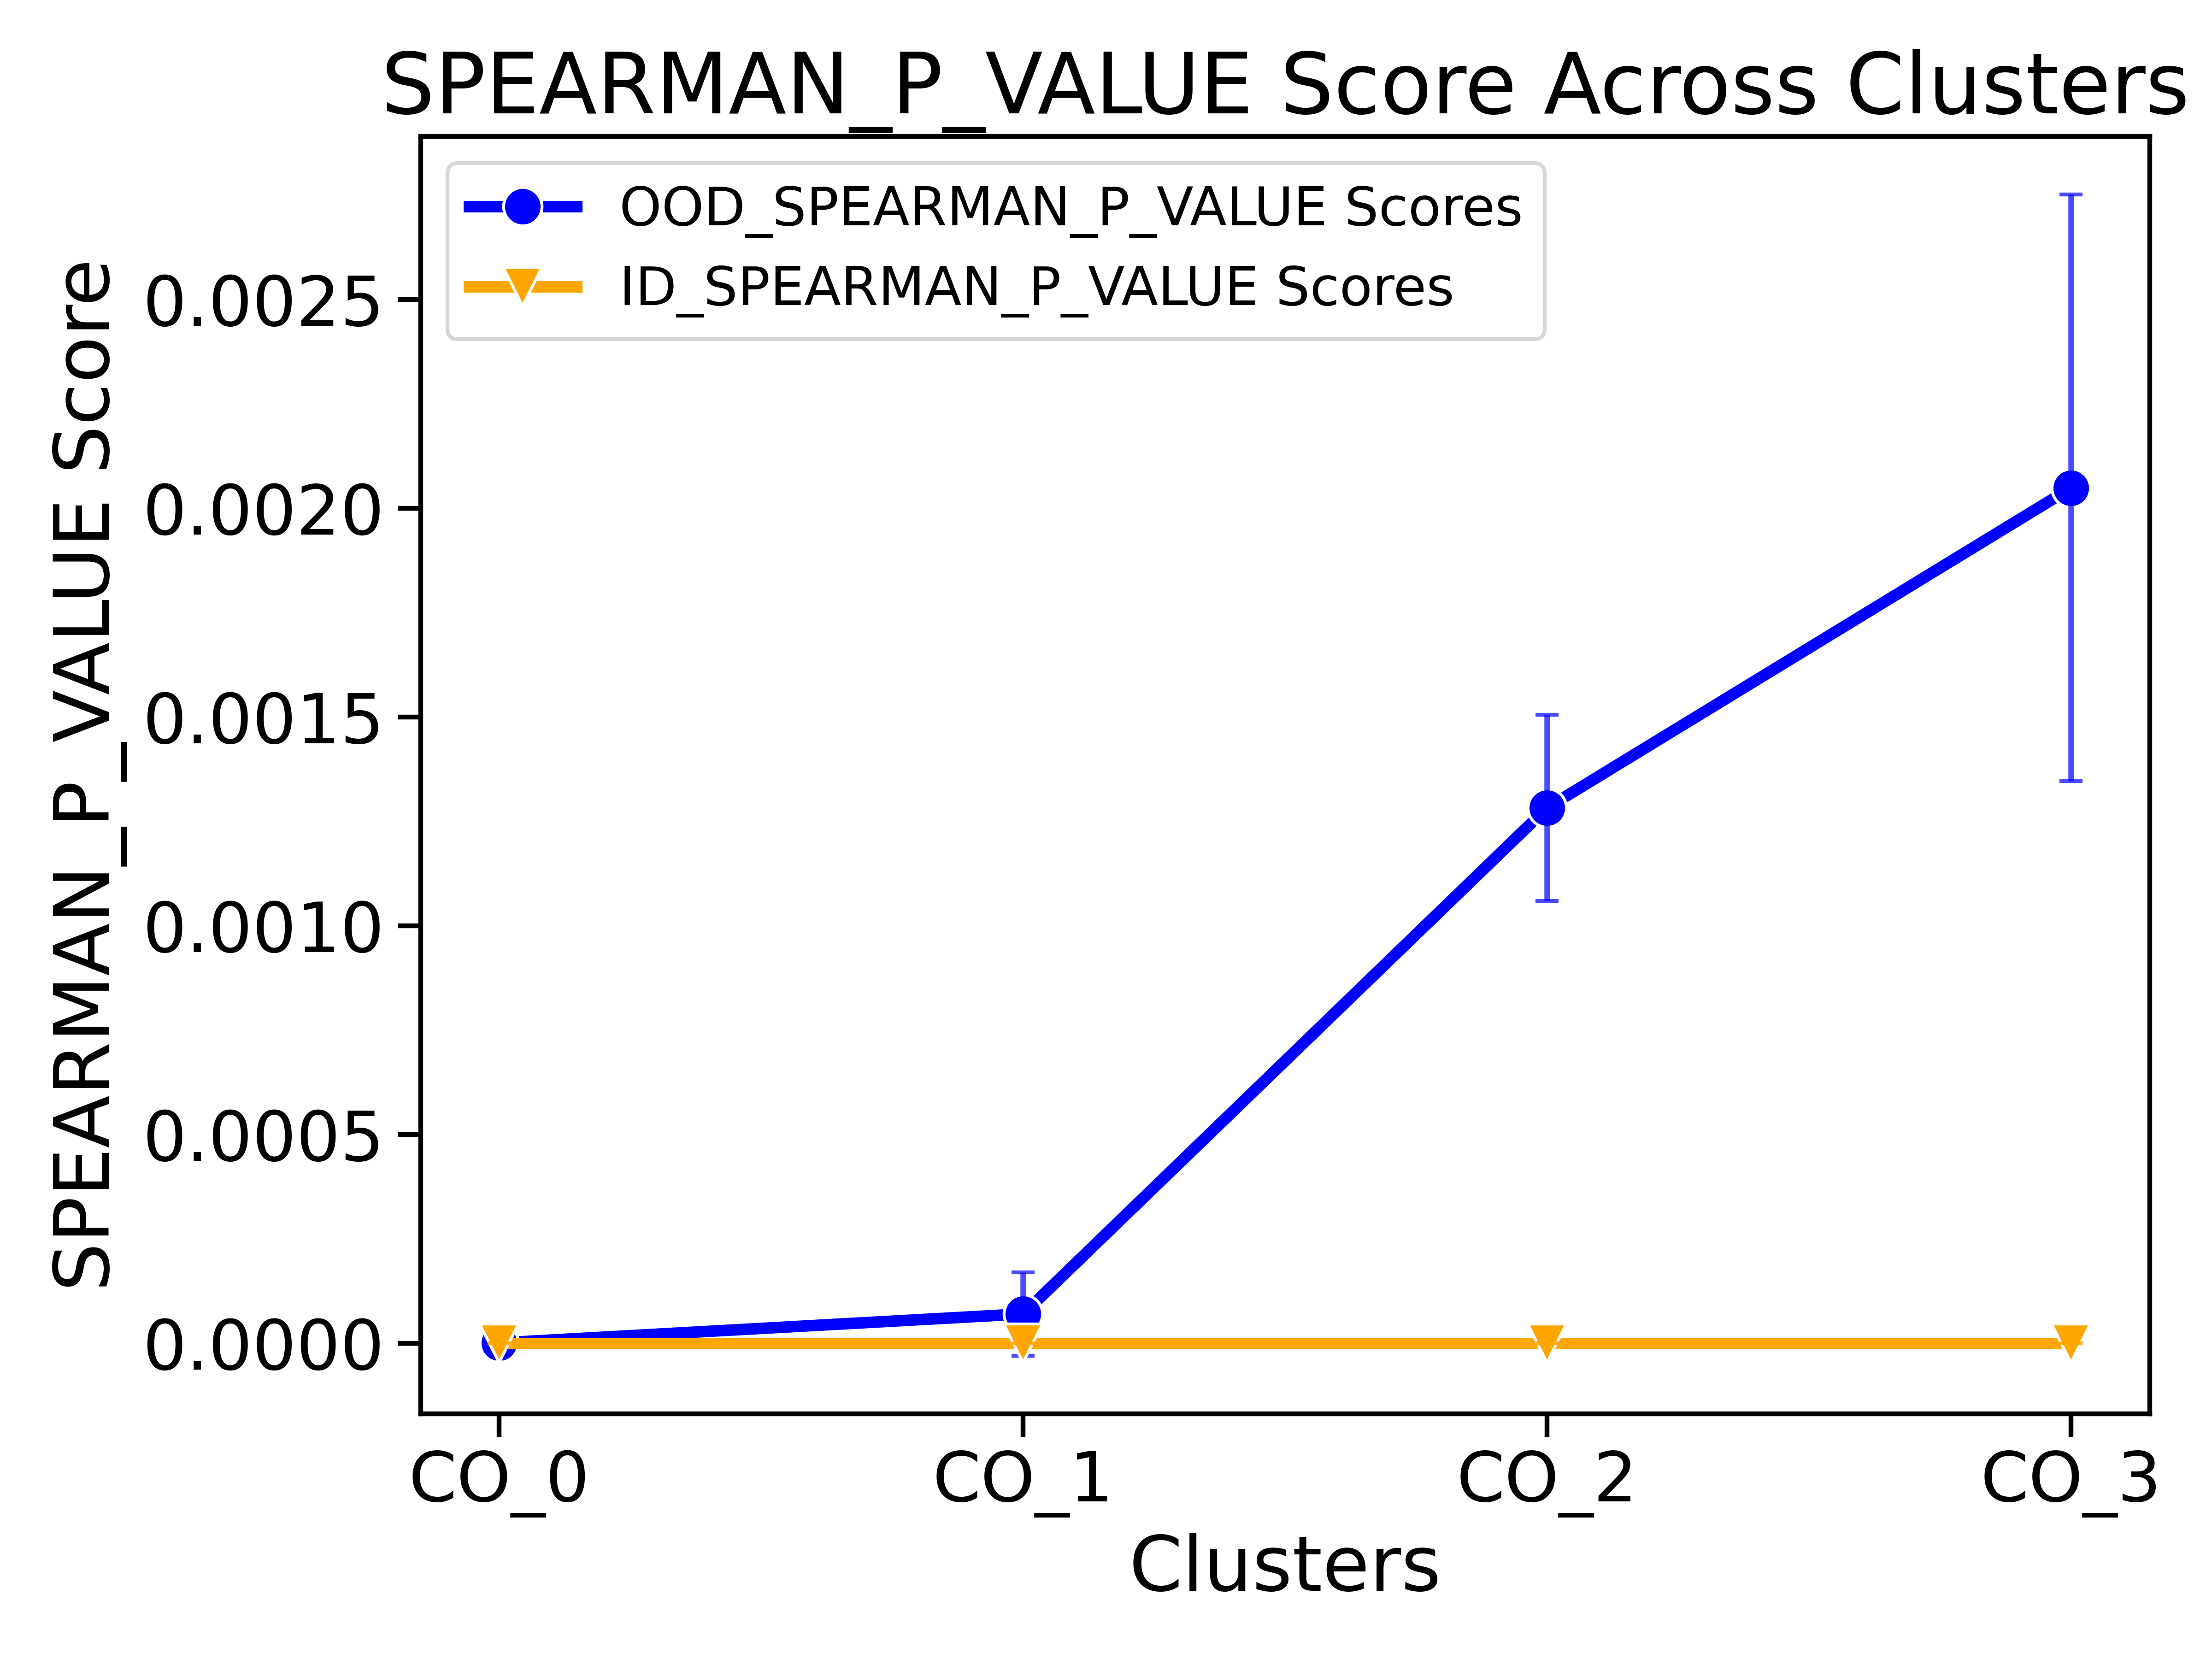 SPEARMAN_P_VALUE Score Across Clusters
OOD_SPEARMAN_P_VALUE Scores
ID_SPEARMAN_P_VALUE Scores
SPEARMAN_P_VALUE Score
0.0025
0.0020
0.0015
0.0010
0.0005
0.0000
CO_0 CO_1 CO_2 CO_3
Clusters